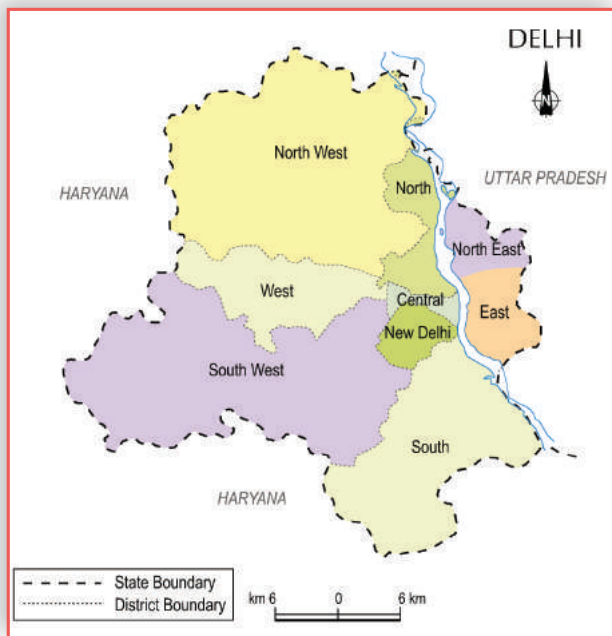 DELHI
N
North West
North
HARYANA
UTTAR PRADESH
North East
West
Central
East
New Delhi
South West
South
HARYANA
State Boundary
District Boundary
km 6 0 6 km